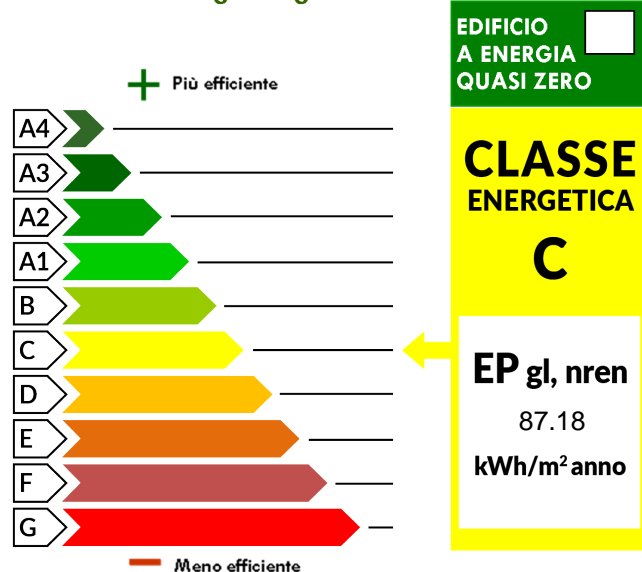 Più efficiente
A4
A3
A2
A1
B
C
D
E
F
G
Meno efficiente
EDIFICIO
A ENERGIA
QUASI ZERO
CLASSE
ENERGETICA
C
EP gl, nren
87.18
kWh/m² anno